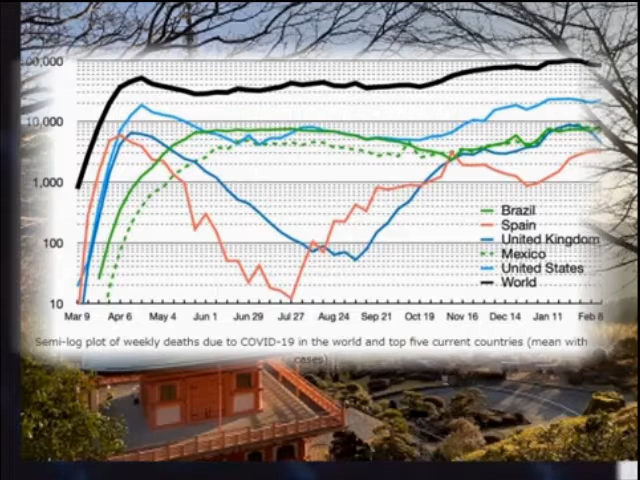 10,000
1,000
100
10
Mar 9 Apr 6 May 4 Jun 1 Jun 29 Jul 27 Aug 24 Sep 21 Oct 19 Nov 16 Dec 14 Jan 11 Feb 8
Brazil
Spain
United Kingdom
Mexico
United States
World
Semi-log plot of weekly deaths due to COVID-19 in the world and top five current countries (mean with
cases)